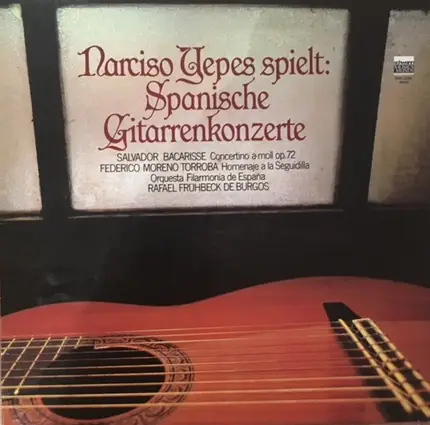 Narciso Yepes spielt:
Spanische
Gitarrenkonzerte
SALVADOR BACARISSE Concertino a-moll op. 72
FEDERICO MORENO TORROBA Homenaje a la Seguidilla
Orquesta Filarmonia de España
RAFAEL FRÜHBECK DE BURGOS